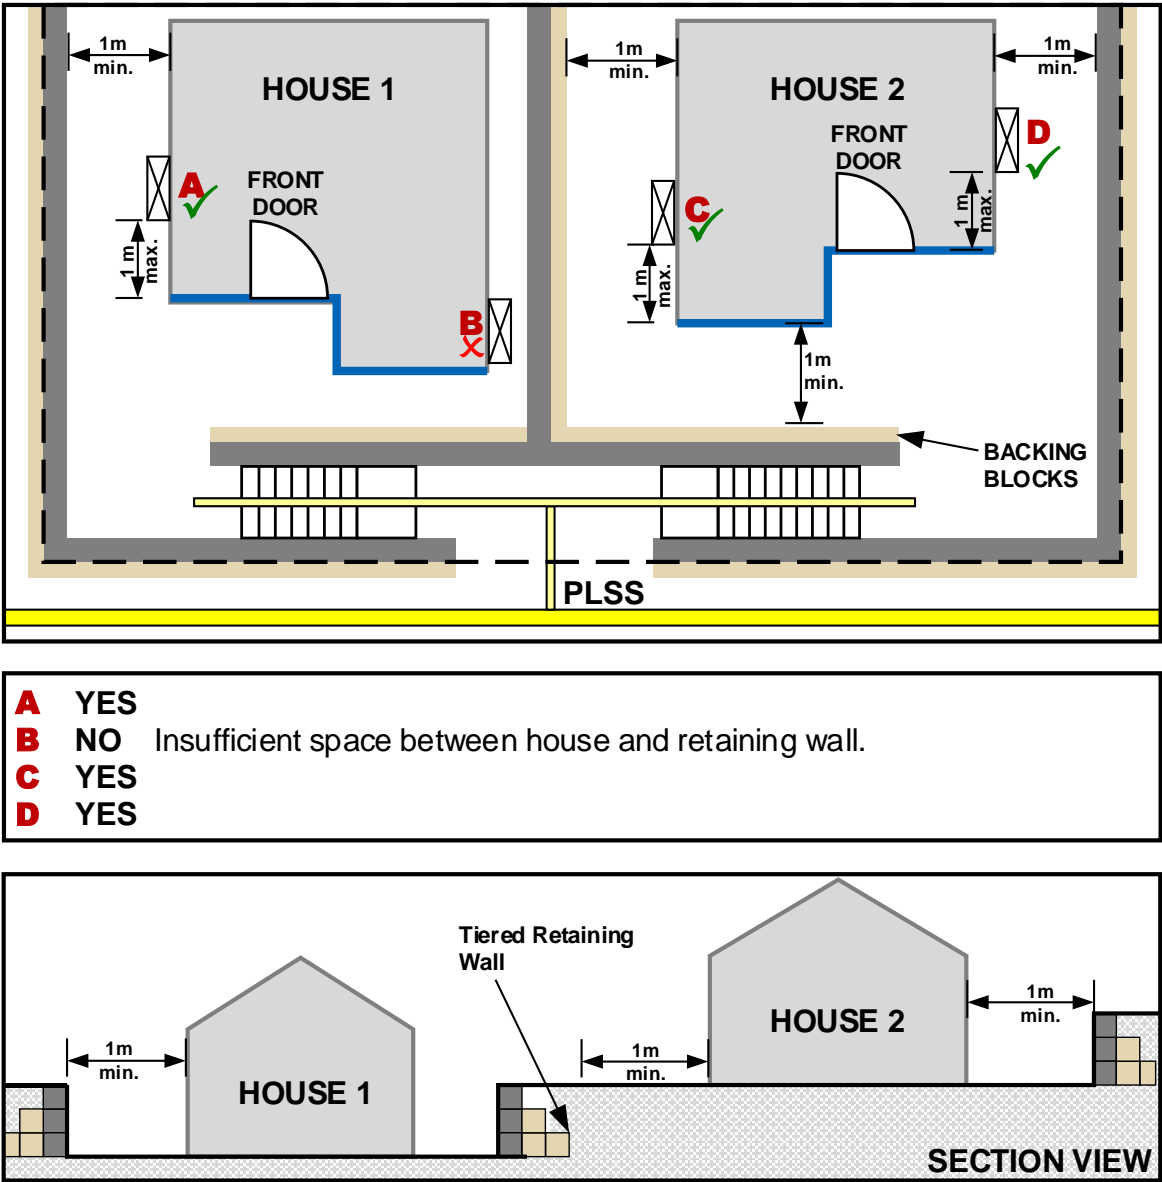 1m
min.
HOUSE 1
A
FRONT
DOOR
1 m
max.
B
1m
min.
HOUSE 2
1m
min.
FRONT
DOOR
D
C
1 m
max.
1 m
max.
1m
min.
BACKING
BLOCKS
PLSS
A YES
B NO Insufficient space between house and retaining wall.
C YES
D YES
Tiered Retaining
Wall
1m
min.
HOUSE 1
1m
min.
HOUSE 2
1m
min.
SECTION VIEW